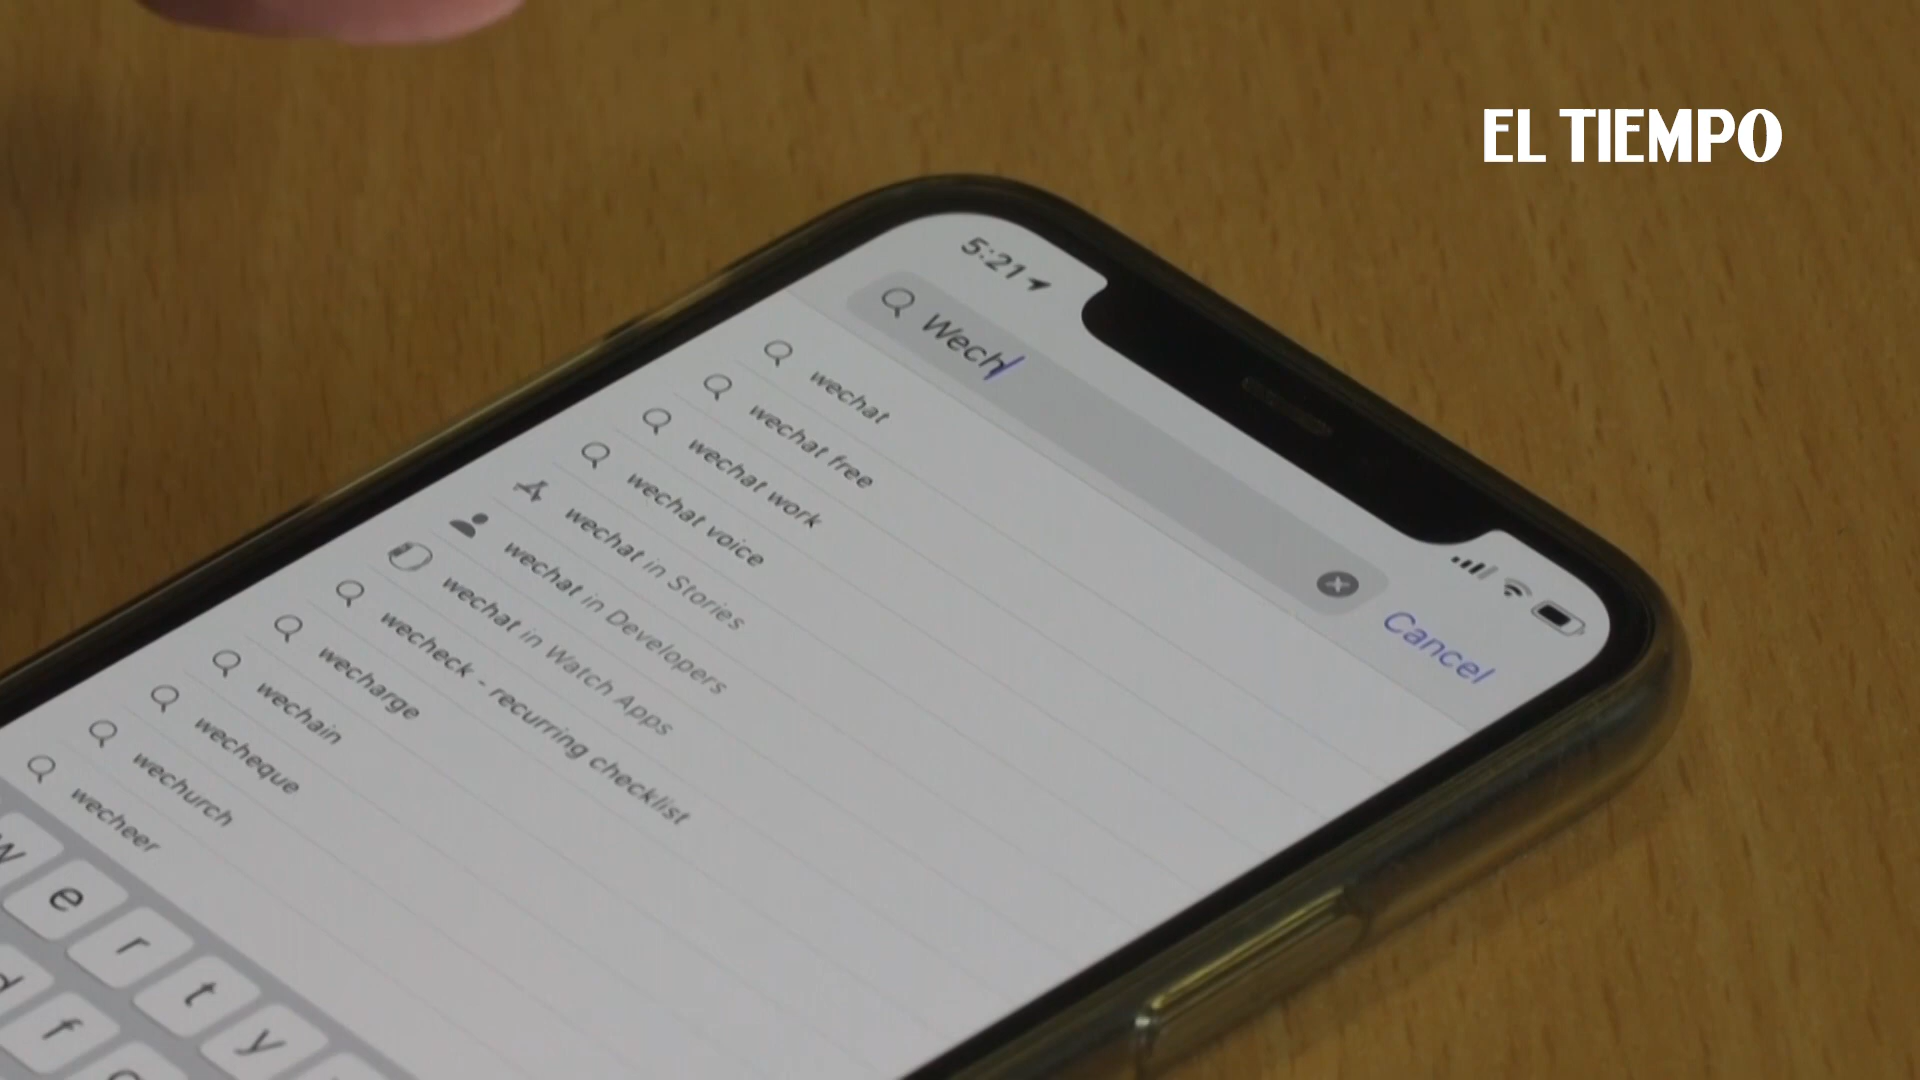 EL TIEMPO
5:21
Wech
Cancel
wechat
wechat free
wechat work
wechat voice
wechat in Stories
wechat in Developers
wechat in Watch Apps
wecheck - recurring checklist
wecharge
wechain
wecheque
wechurch
wecheer
w e r t y
d f